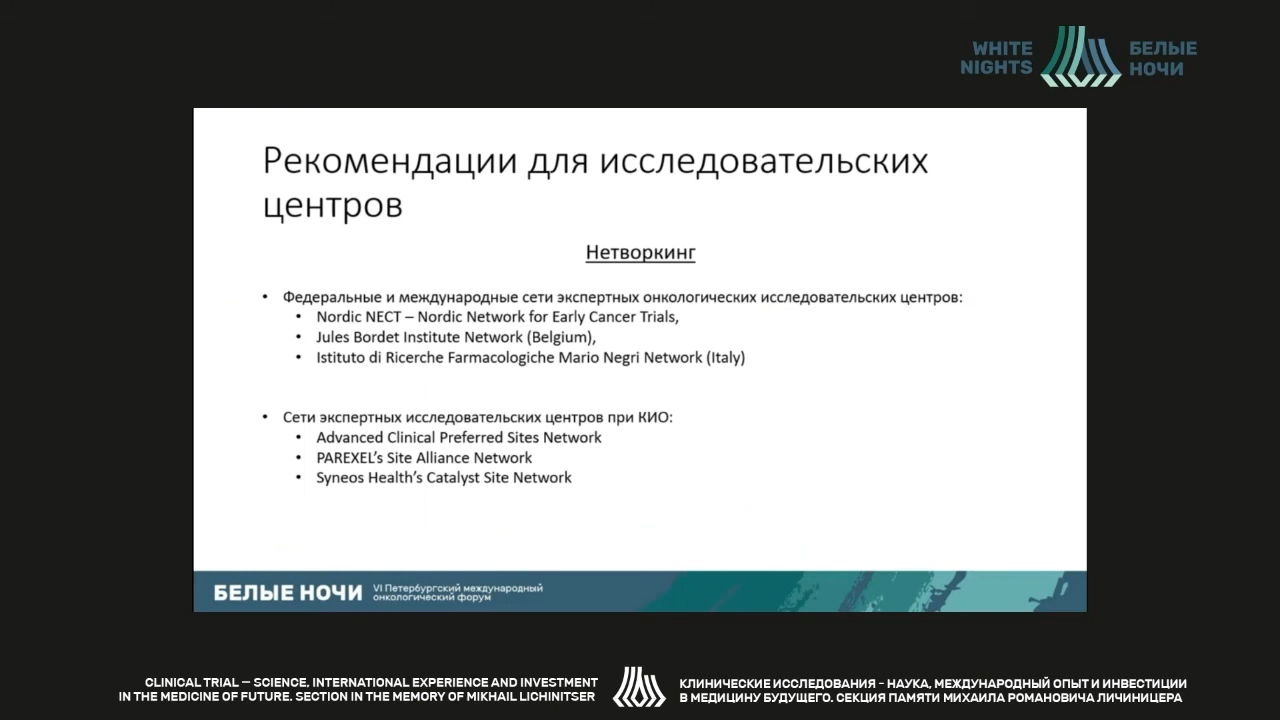 WHITE
NIGHTS
БЕЛЫЕ
НОЧИ
Рекомендации для исследовательских
центров
Нетворкинг
• Федеральные и международные сети экспертных онкологических исследовательских центров:
• Nordic NECT – Nordic Network for Early Cancer Trials,
• Jules Bordet Institute Network (Belgium),
• Istituto di Ricerche Farmacologiche Mario Negri Network (Italy)
• Сети экспертных исследовательских центров при КИО:
• Advanced Clinical Preferred Sites Network
• PAREXEL’s Site Alliance Network
• Syneos Health’s Catalyst Site Network
БЕЛЫЕ НОЧИ
VI Петербургский международный
онкологический форум
CLINICAL TRIAL – SCIENCE, INTERNATIONAL EXPERIENCE AND INVESTMENT
IN THE MEDICINE OF FUTURE. SECTION IN THE MEMORY OF MIKHAIL LICHINITSER
КЛИНИЧЕСКИЕ ИССЛЕДОВАНИЯ - НАУКА, МЕЖДУНАРОДНЫЙ ОПЫТ И ИНВЕСТИЦИИ
В МЕДИЦИНУ БУДУЩЕГО. СЕКЦИЯ ПАМЯТИ МИХАИЛА РОМАНОВИЧА ЛИЧИНИЦЕРА